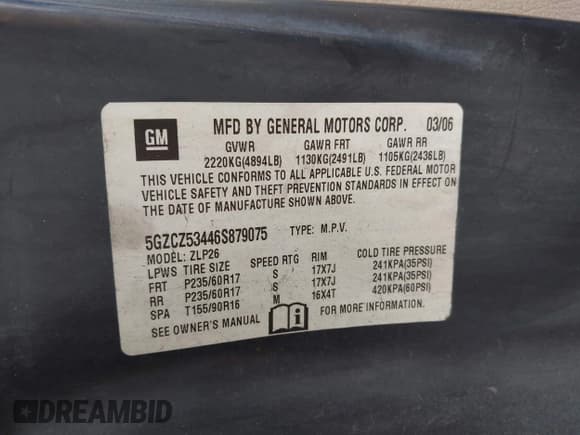 GM
MFD BY GENERAL MOTORS CORP. 03/06
GVWR GAWR FRT GAWR RR
2220KG(4894LB) 1130KG(2491LB) 1105KG(2436LB)
THIS VEHICLE CONFORMS TO ALL APPLICABLE U.S. FEDERAL MOTOR
VEHICLE SAFETY AND THEFT PREVENTION STANDARDS IN EFFECT ON
THE DATE OF MANUFACTURE SHOWN ABOVE.
5GZCZ53446S879075 TYPE: M.P.V.
MODEL: ZLP26
LPWS TIRE SIZE SPEED RTG RIM COLD TIRE PRESSURE
FRT P235/60R17 S 17X7J 241KPA(35PSI)
RR P235/60R17 S 17X7J 241KPA(35PSI)
SPA T155/90R16 M 16X4T 420KPA(60PSI)
SEE OWNER'S MANUAL FOR MORE INFORMATION.
DREAMBID